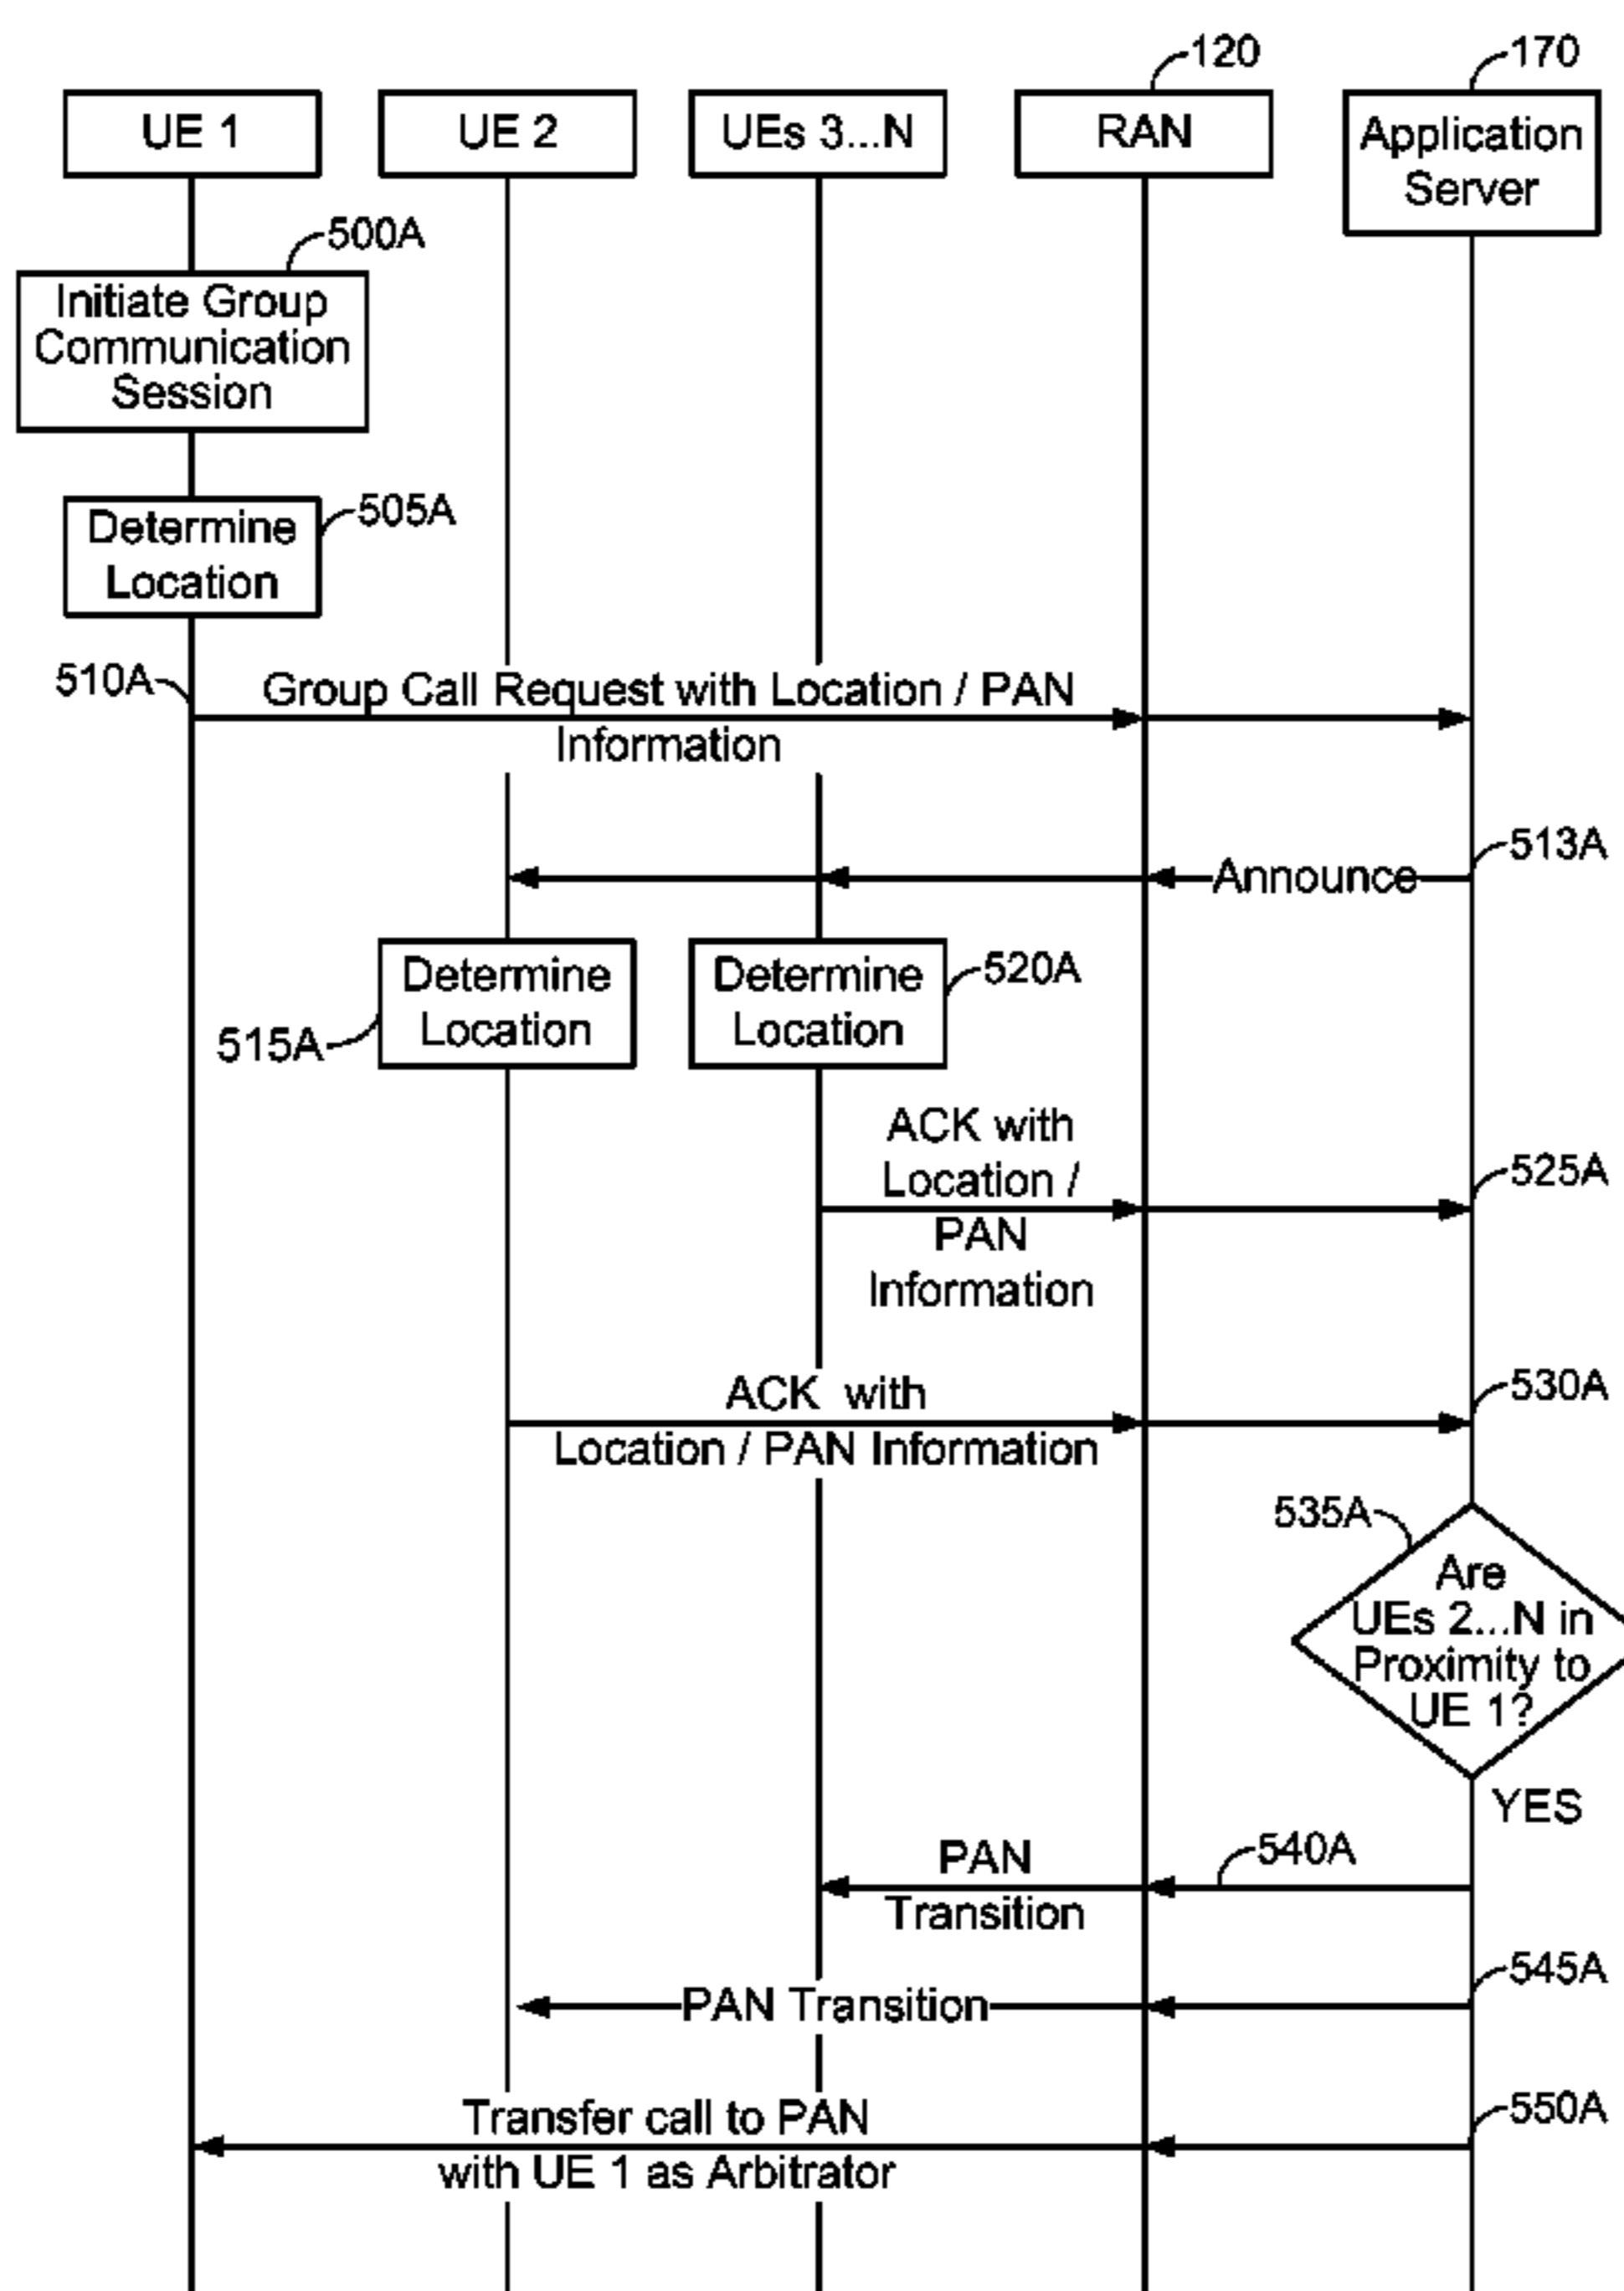 120
170
UE 1
UE 2
UEs 3...N
RAN
Application
Server
500A
Initiate Group
Communication
Session
505A
Determine
Location
510A
Group Call Request with Location / PAN
Information
513A
Announce
Determine
Location
515A
Determine
Location
520A
ACK with
Location /
PAN
Information
525A
ACK with
Location / PAN Information
530A
535A
Are
UEs 2...N in
Proximity to
UE 1?
YES
PAN
Transition
540A
PAN Transition
545A
Transfer call to PAN
with UE 1 as Arbitrator
550A